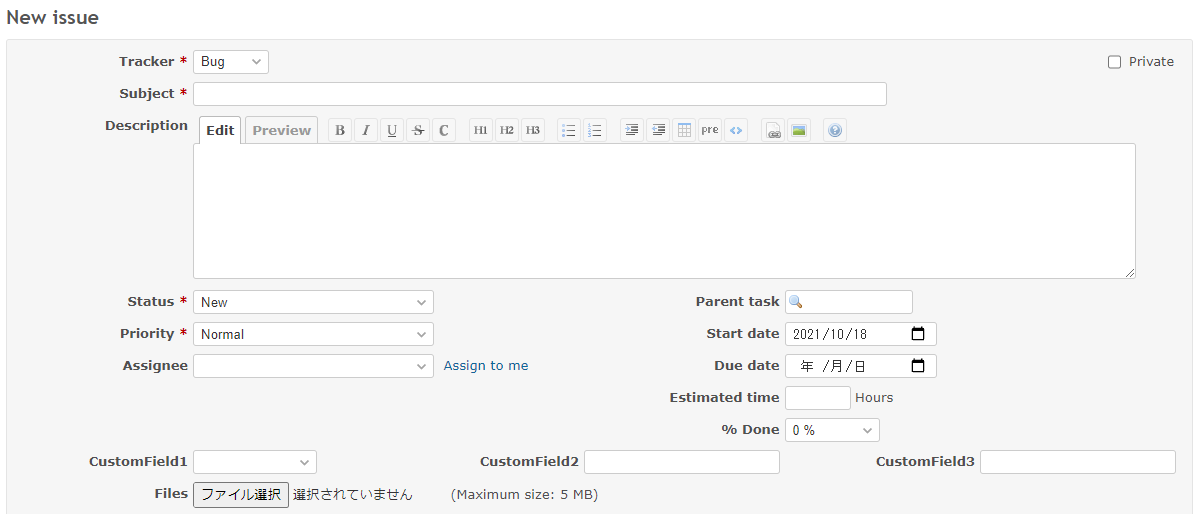 New issue
Tracker * Bug Private
Subject *
Description Edit Preview B I U S C H1 H2 H3 pre <> ?
Status * New Parent task
Priority * Normal Start date 2021/10/18
Assignee Assign to me Due date 年 /月/日
Estimated time Hours
% Done 0 %
CustomField1 CustomField2 CustomField3
Files ファイル選択 選択されていません (Maximum size: 5 MB)